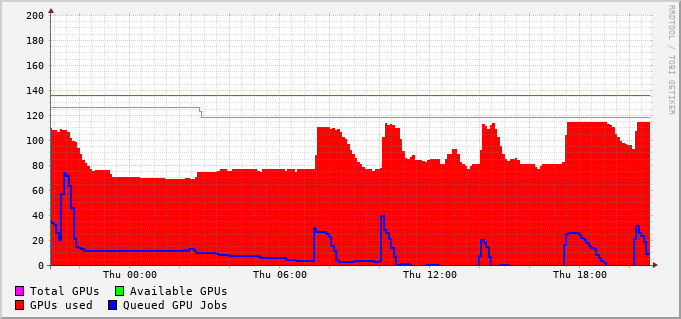 200
180
160
140
120
100
80
60
40
20
0
Thu 00:00 Thu 06:00 Thu 12:00 Thu 18:00
Total GPUs Available GPUs
GPUs used Queued GPU Jobs
RRDTOOL / TOBI OETIKER